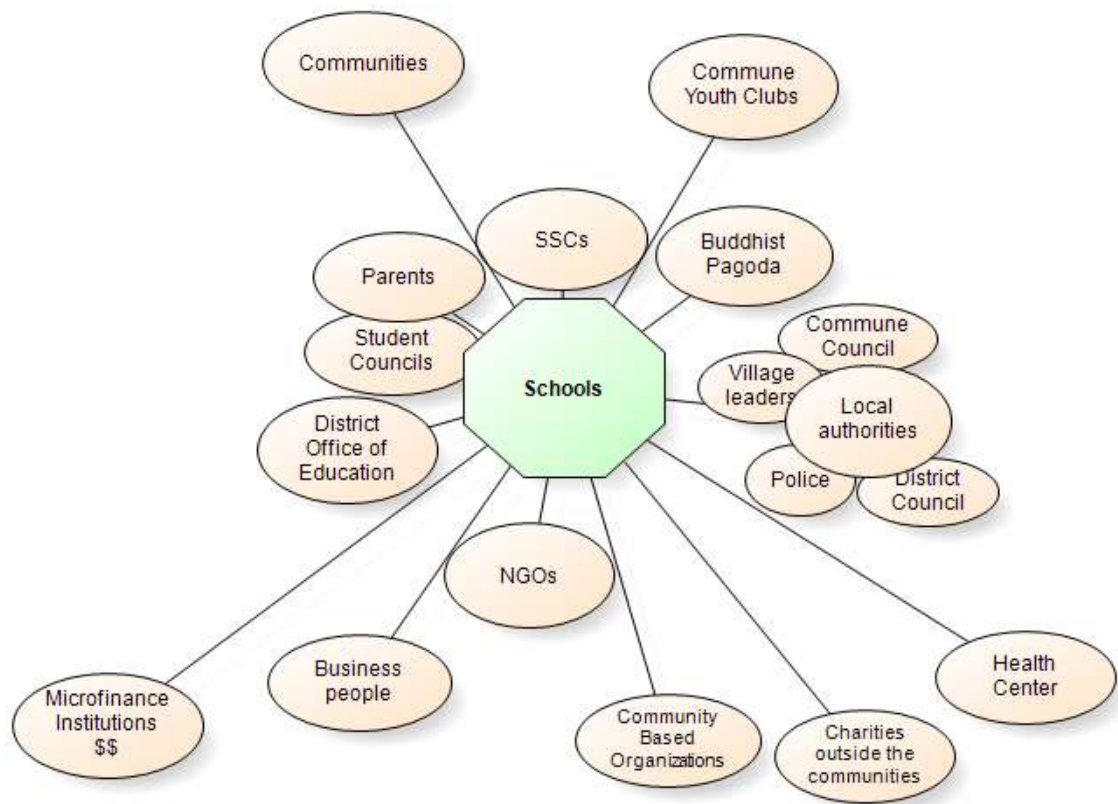 Communities
Commune
Youth Clubs
SSCs
Buddhist
Pagoda
Parents
Student
Councils
Commune
Council
Village
leaders
Local
authorities
Schools
District
Office of
Education
Police
District
Council
NGOs
Business
people
Health
Center
Microfinance
Institutions
$$
Community
Based
Organizations
Charities
outside the
communities